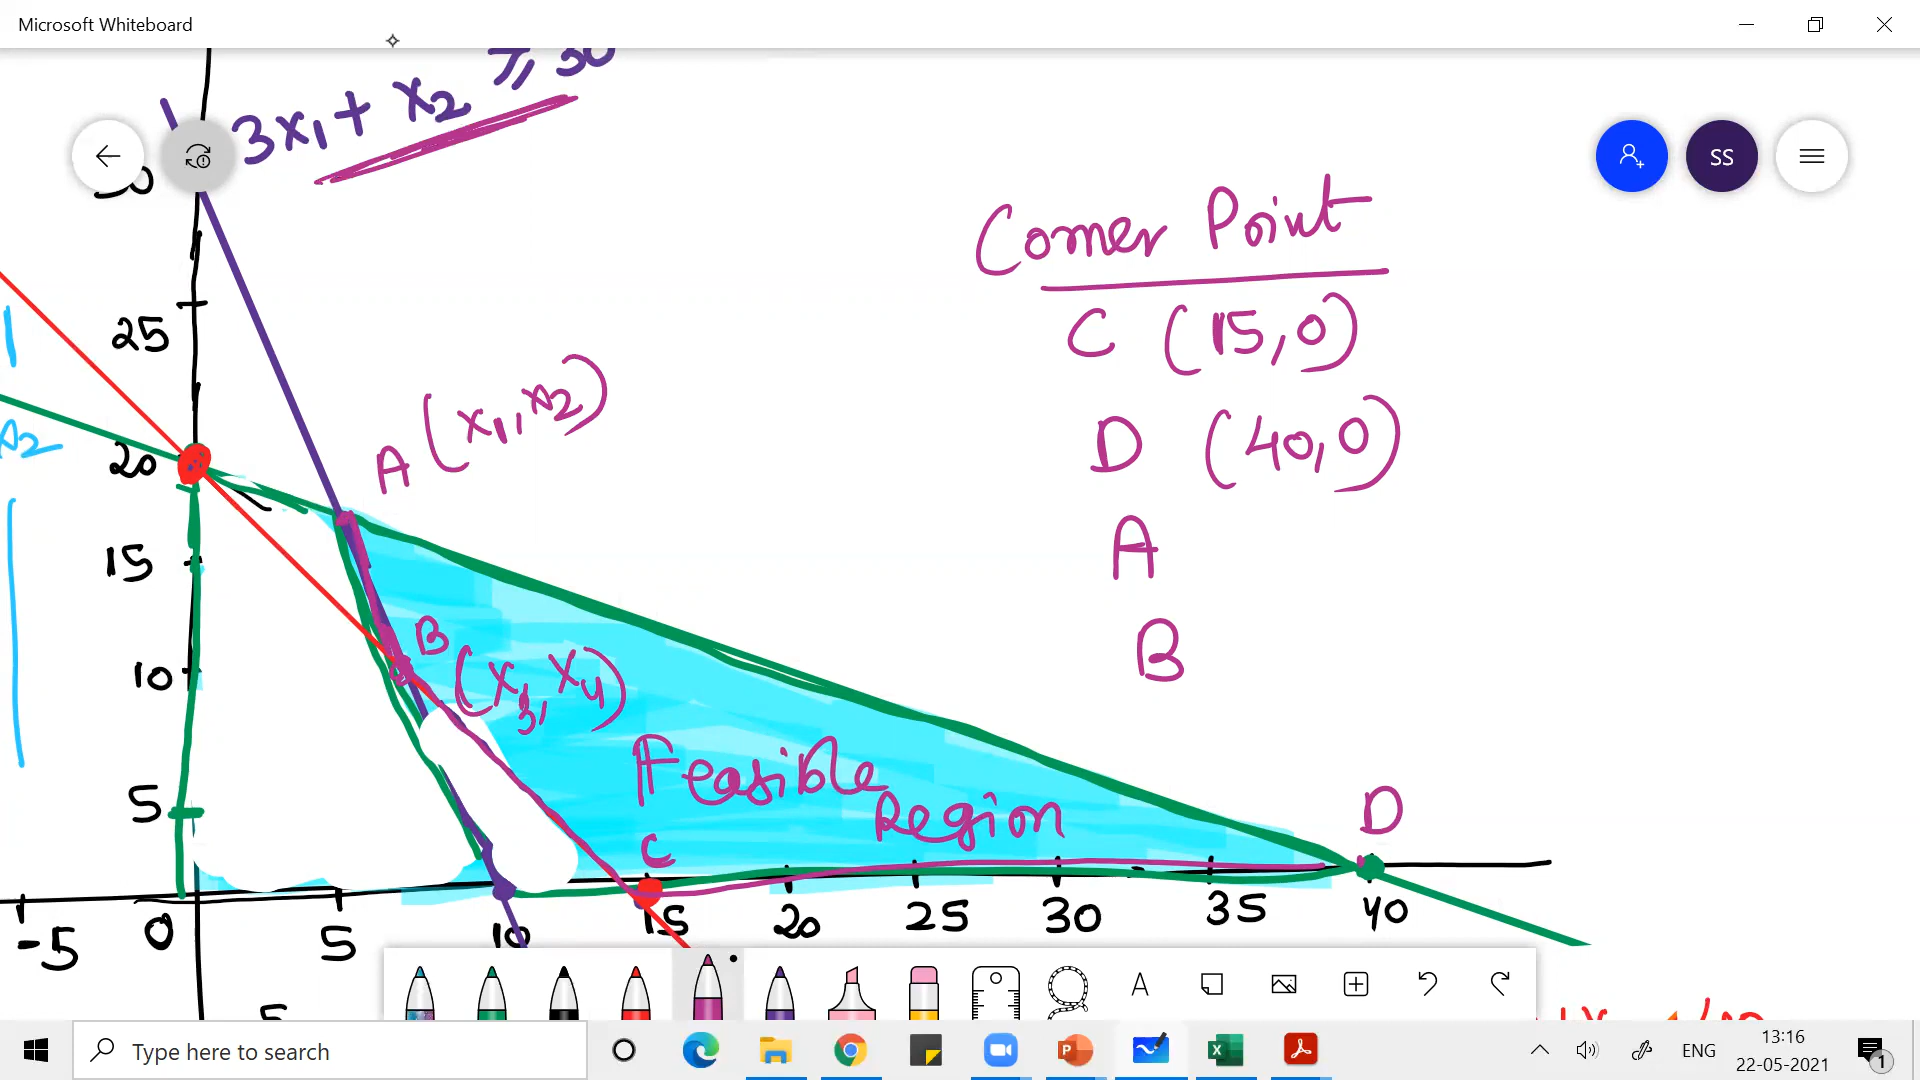 Microsoft Whiteboard
3x1 + x2 ≥ 30
SS
Corner Point
C (15,0)
D (40,0)
A
B
25
20
15
10
5
A (x1, x2)
B
(x3, x4)
Feasible
Region
C
D
-5
0
5
10
15
20
25
30
35
40
5
A
Type here to search
ENG
13:16
22-05-2021
1